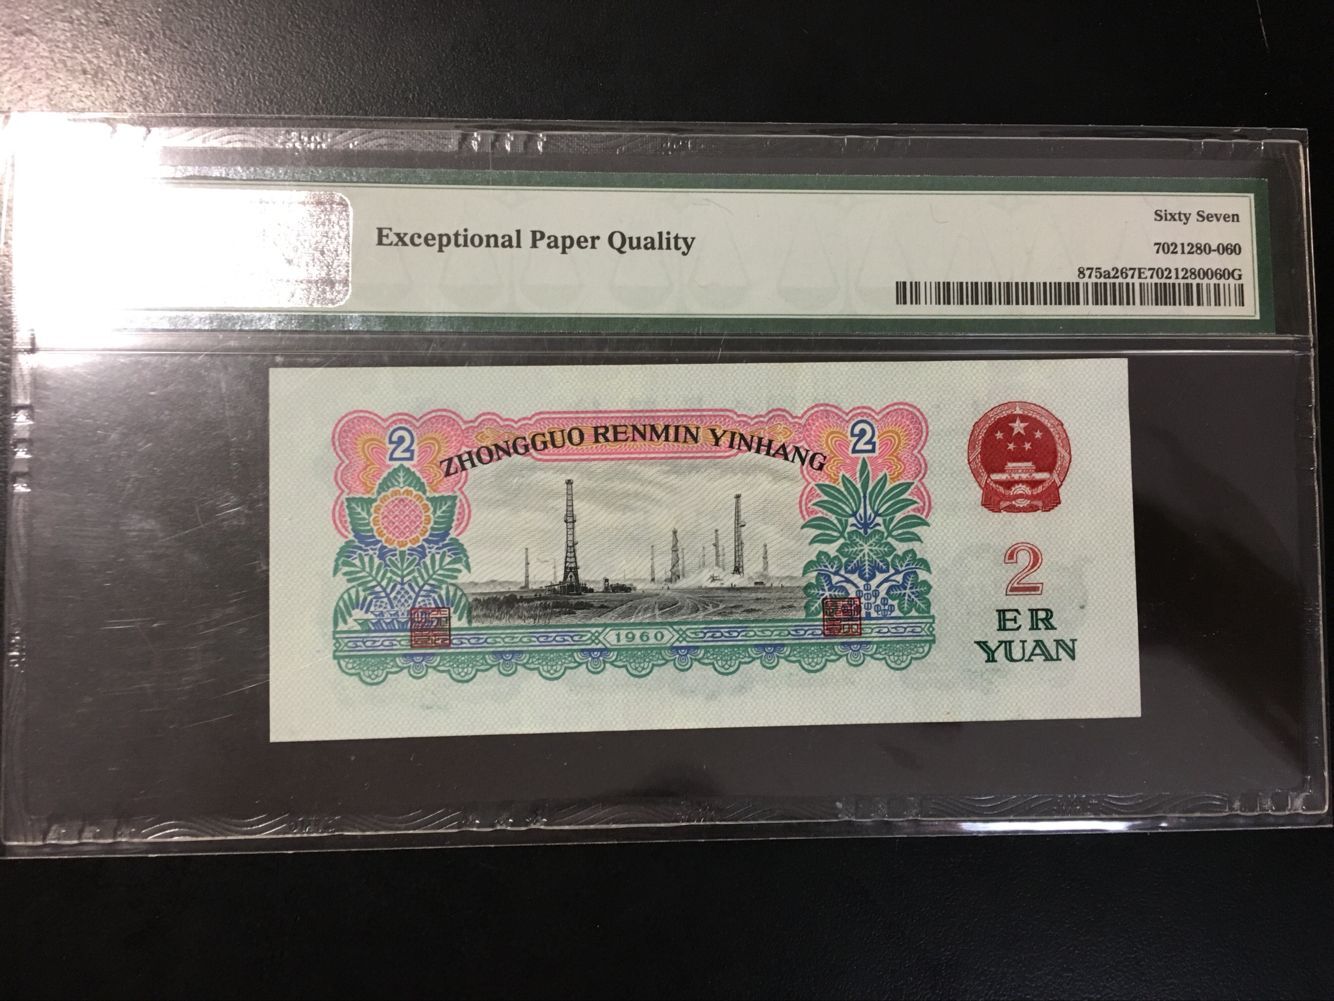 Exceptional Paper Quality
Sixty Seven
7021280-060
875a267E7021280060G
2
ZHONGGUO RENMIN YINHANG
2
1960
2
ER
YUAN